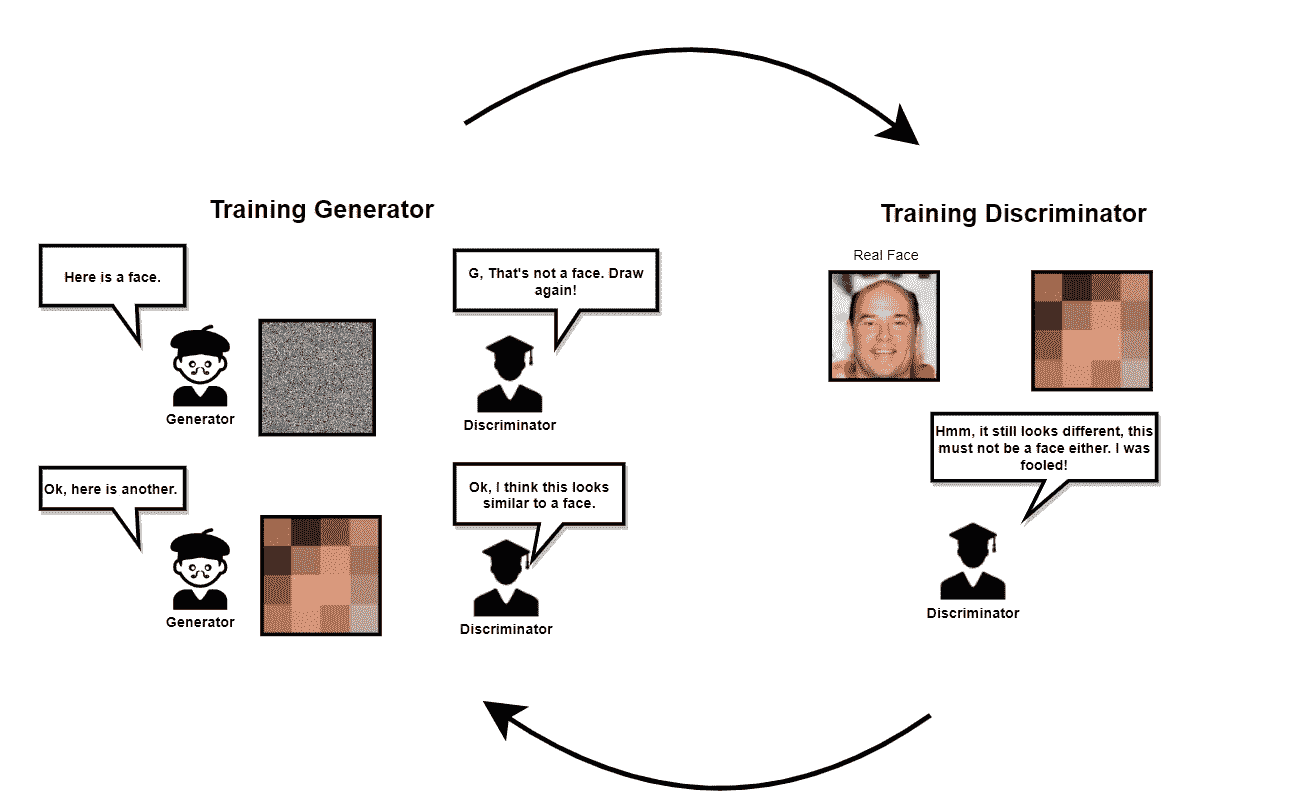 Training Generator
Here is a face.
G, That's not a face. Draw
again!
Generator
Discriminator
Ok, here is another.
Ok, I think this looks
similar to a face.
Generator
Discriminator
Training Discriminator
Real Face
Hmm, it still looks different, this
must not be a face either. I was
fooled!
Discriminator